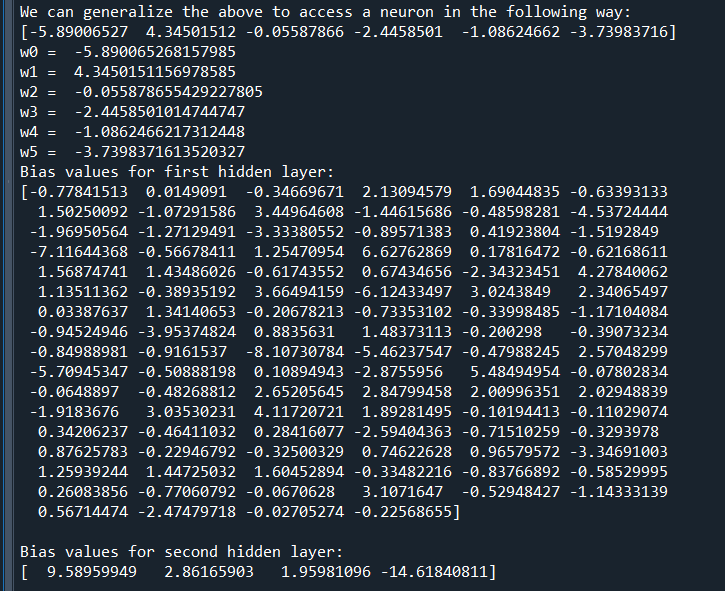 We can generalize the above to access a neuron in the following way:
[-5.89006527  4.34501512 -0.05587866 -2.4458501  -1.08624662 -3.73983716]
w0 =  -5.890065268157985
w1 =  4.3450151156978585
w2 =  -0.055878655429227805
w3 =  -2.4458501014744747
w4 =  -1.0862466217312448
w5 =  -3.7398371613520327
Bias values for first hidden layer:
[-0.77841513  0.0149091  -0.34669671  2.13094579  1.69044835 -0.63393133
  1.50250092 -1.07291586  3.44964608 -1.44615686 -0.48598281 -4.53724444
 -1.96950564 -1.27129491 -3.33380552 -0.89571383  0.41923804 -1.5192849
 -7.11644368 -0.56678411  1.25470954  6.62762869  0.17816472 -0.62168611
  1.56874741  1.43486026 -0.61743552  0.67434656 -2.34323451  4.27840062
  1.13511362 -0.38935192  3.66494159 -6.12433497  3.0243849   2.34065497
  0.03387637  1.34140653 -0.20678213 -0.73353102 -0.33998485 -1.17104084
 -0.94524946 -3.95374824  0.8835631   1.48373113 -0.200298   -0.39073234
 -0.84988981 -0.9161537  -8.10730784 -5.46237547 -0.47988245  2.57048299
 -5.70945347 -0.50888198  0.10894943 -2.8755956   5.48494954 -0.07802834
 -0.0648897  -0.48268812  2.65205645  2.84799458  2.00996351  2.02948839
 -1.9183676   3.03530231  4.11720721  1.89281495 -0.10194413 -0.11029074
  0.34206237 -0.46411032  0.28416077 -2.59404363 -0.71510259 -0.3293978
  0.87625783 -0.22946792 -0.32500329  0.74622628  0.96579572 -3.34691003
  1.25939244  1.44725032  1.60452894 -0.33482216 -0.83766892 -0.58529995
  0.26083856 -0.77060792 -0.0670628   3.1071647  -0.52948427 -1.14333139
  0.56714474 -2.47479718 -0.02705274 -0.22568655]
Bias values for second hidden layer:
[  9.58959949   2.86165903   1.95981096 -14.61840811]